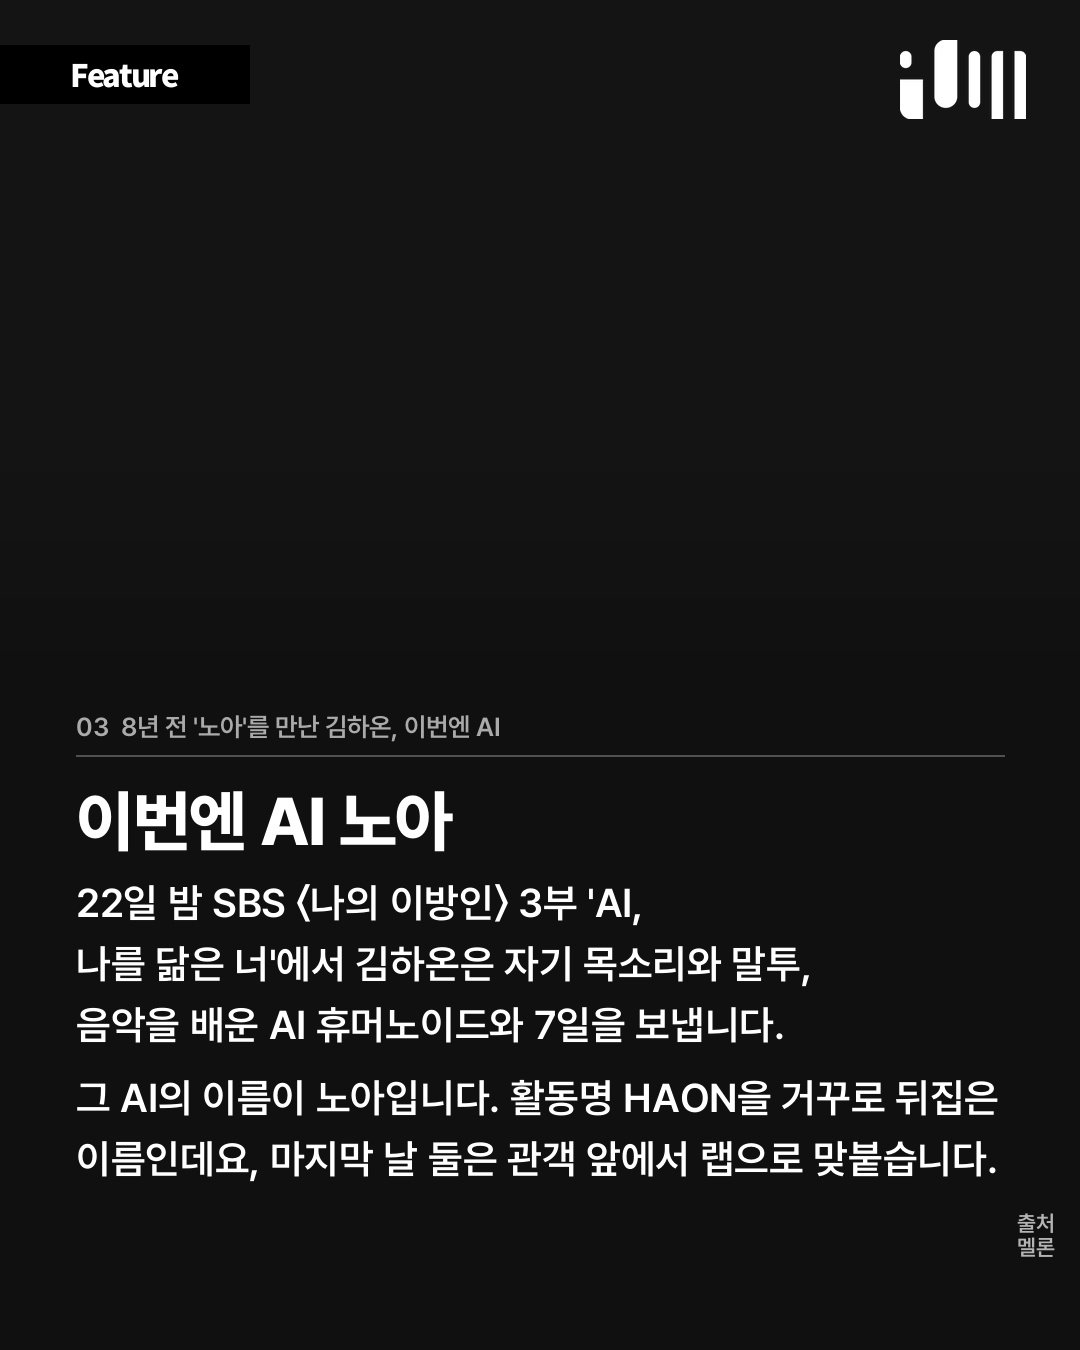 Feature
03 8년 전 '노아'를 만난 김하온, 이번엔 AI
이번엔 AI 노아
22일 밤 SBS 〈나의 이방인〉 3부 'AI,
나를 닮은 너'에서 김하온은 자기 목소리와 말투,
음악을 배운 AI 휴머노이드와 7일을 보냅니다.
그 AI의 이름이 노아입니다. 활동명 HAON을 거꾸로 뒤집은
이름인데요, 마지막 날 둘은 관객 앞에서 랩으로 맞붙습니다.
출처
멜론